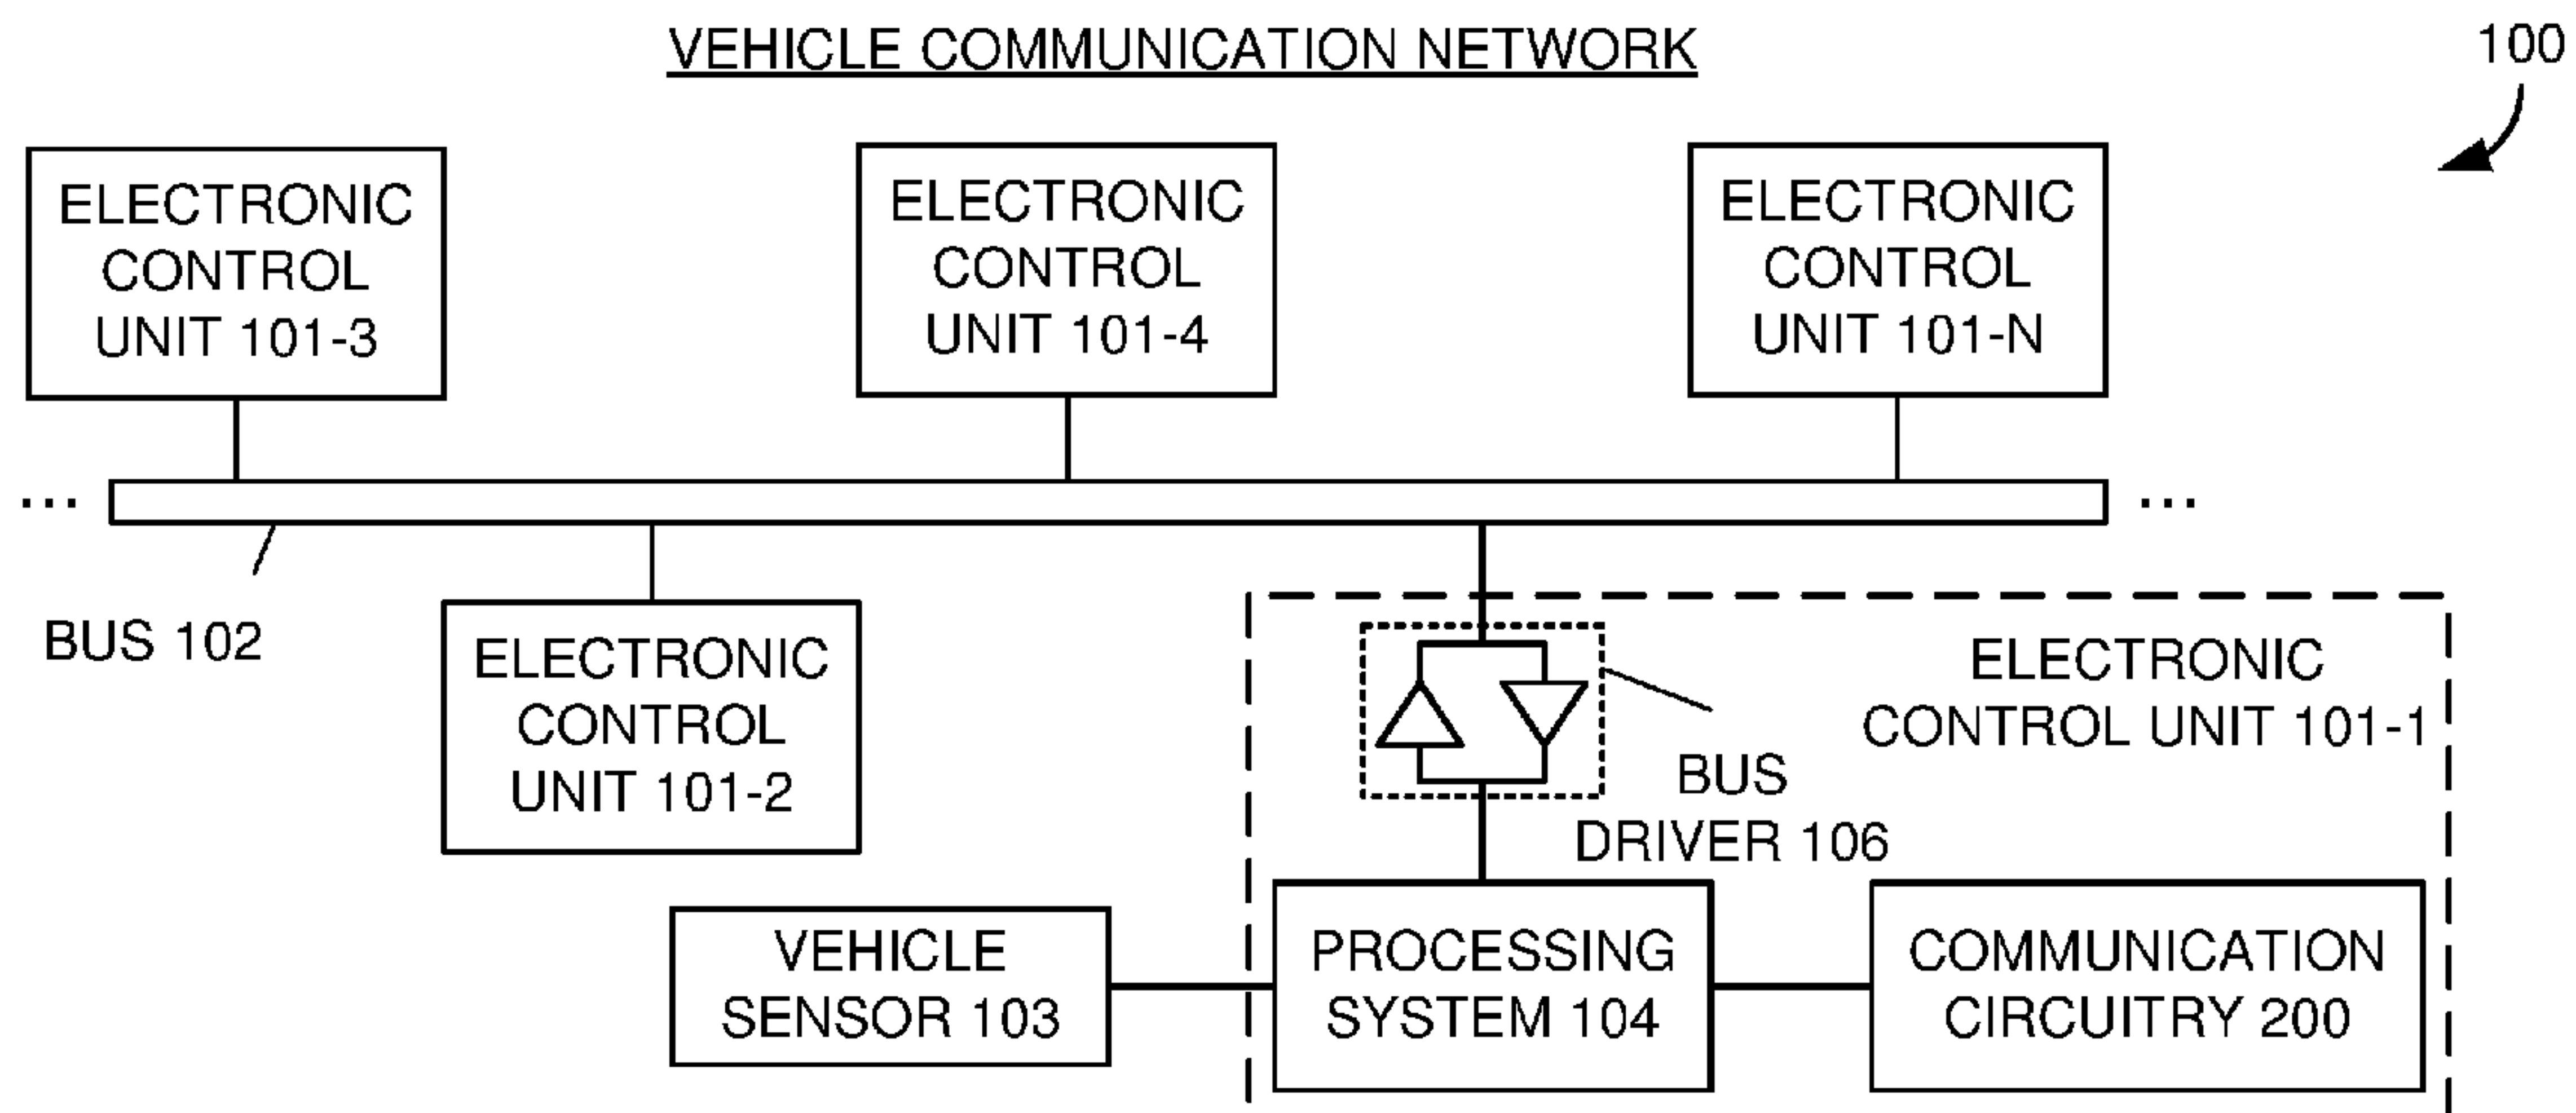 VEHICLE COMMUNICATION NETWORK
100
ELECTRONIC
CONTROL
UNIT 101-3
ELECTRONIC
CONTROL
UNIT 101-4
ELECTRONIC
CONTROL
UNIT 101-N
...
...
BUS 102
ELECTRONIC
CONTROL
UNIT 101-2
ELECTRONIC
CONTROL UNIT 101-1
BUS
DRIVER 106
VEHICLE
SENSOR 103
PROCESSING
SYSTEM 104
COMMUNICATION
CIRCUITRY 200